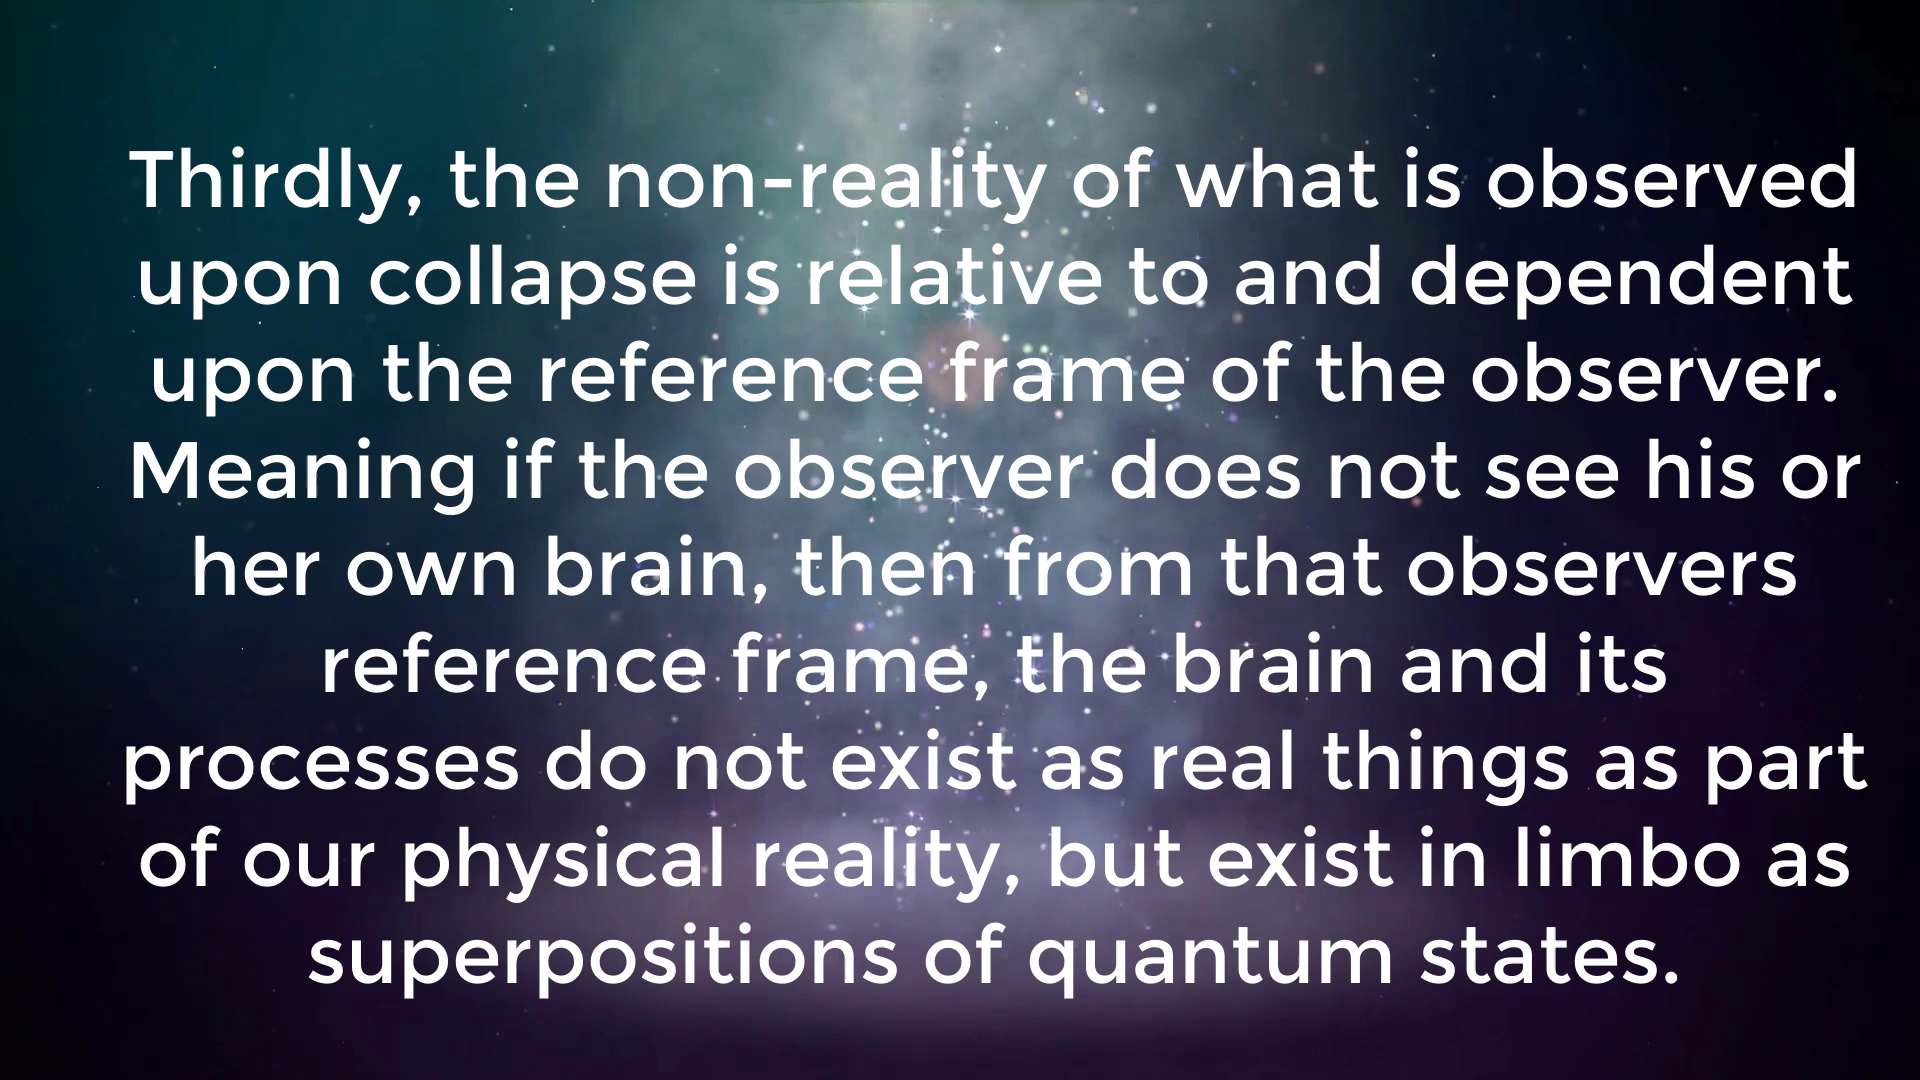 Thirdly, the non-reality of what is observed
upon collapse is relative to and dependent
upon the reference frame of the observer.
Meaning if the observer does not see his or
her own brain, then from that observers
reference frame, the brain and its
processes do not exist as real things as part
of our physical reality, but exist in limbo as
superpositions of quantum states.